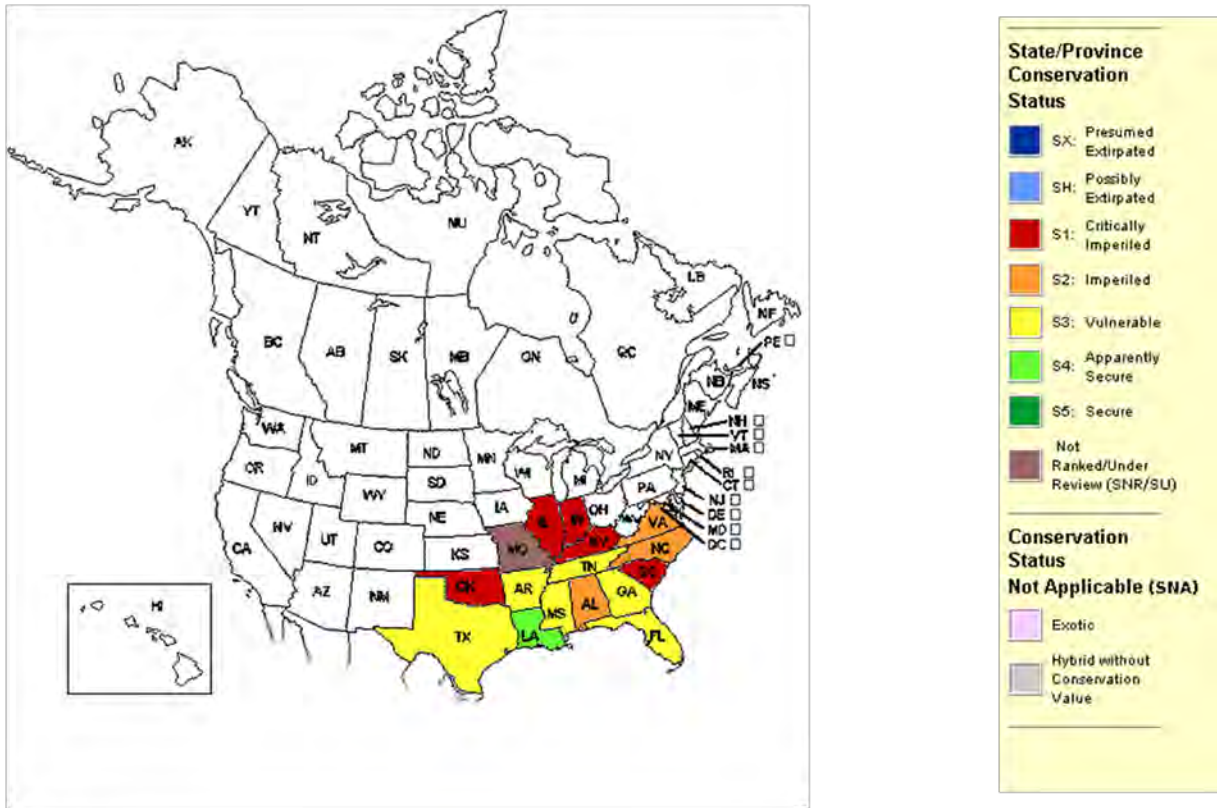 AK
YT
NT
NU
BC
AB
SK
MB
ON
QC
LB
NF
PE
NB
NS
ME
NH
VT
MA
RI
CT
NJ
DE
MD
DC
WA
OR
ID
MT
ND
SD
MN
WI
MI
NY
PA
OH
IA
NE
WY
NV
UT
CO
KS
MO
IL
IN
KY
VA
NC
TN
SC
CA
AZ
NM
OK
AR
TX
LA
MS
AL
GA
FL
HI
State/Province
Conservation
Status
SX: Presumed
Extirpated
SH: Possibly
Extirpated
S1: Critically
Imperiled
S2: Imperiled
S3: Vulnerable
S4: Apparently
Secure
S5: Secure
Not
Ranked/Under
Review (SNR/SU)
Conservation
Status
Not Applicable (SNA)
Exotic
Hybrid without
Conservation
Value